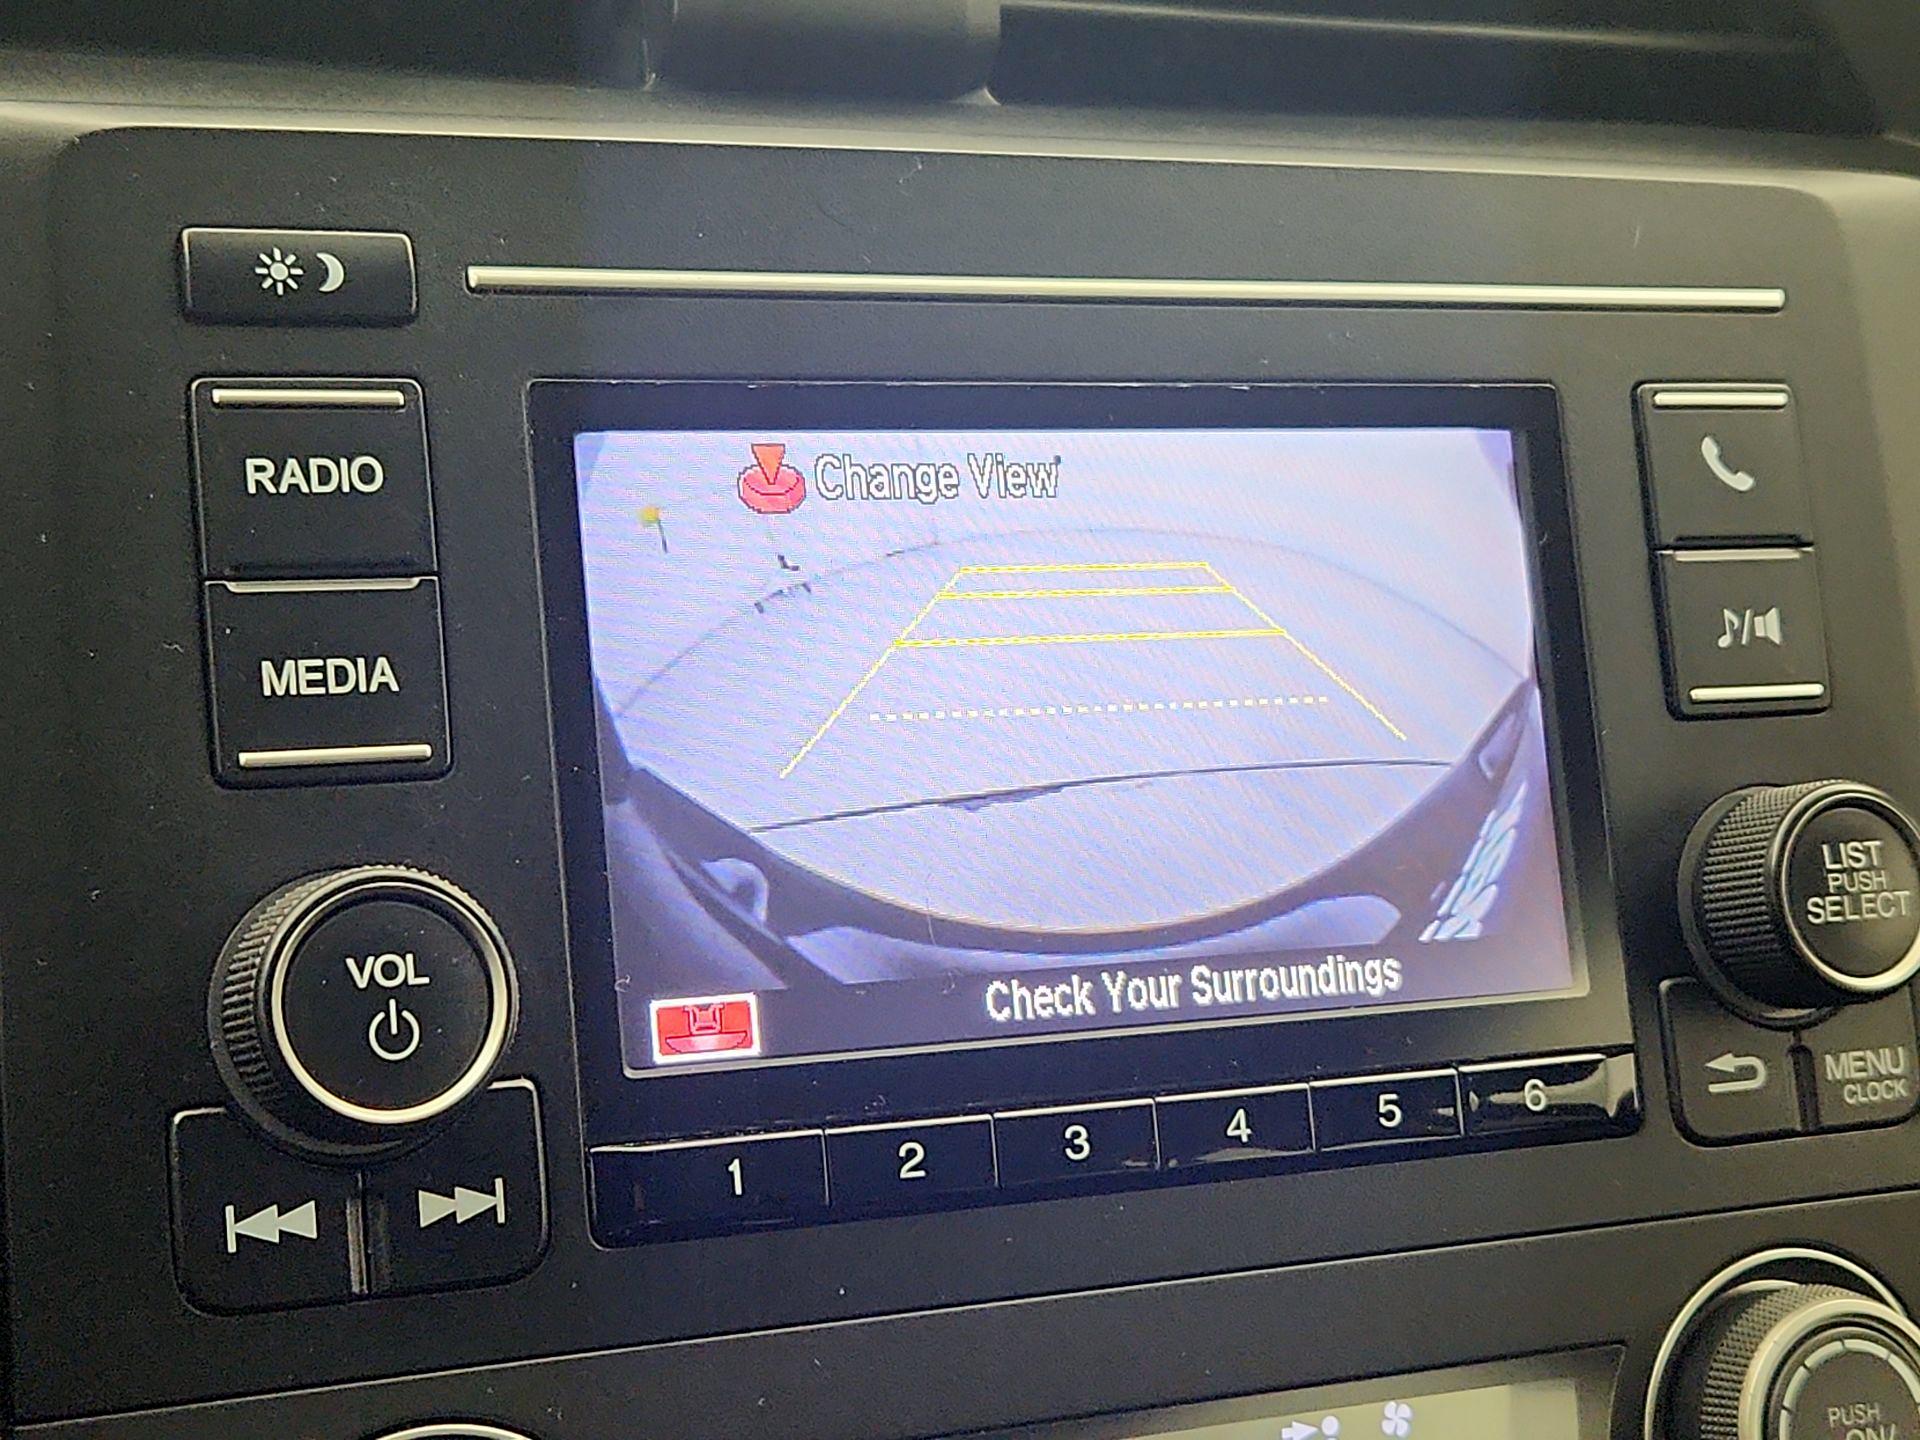 RADIO
MEDIA
VOL
Change View
Check Your Surroundings
1 2 3 4 5 6
LIST
PUSH
SELECT
MENU
CLOCK
PUSH
ON/